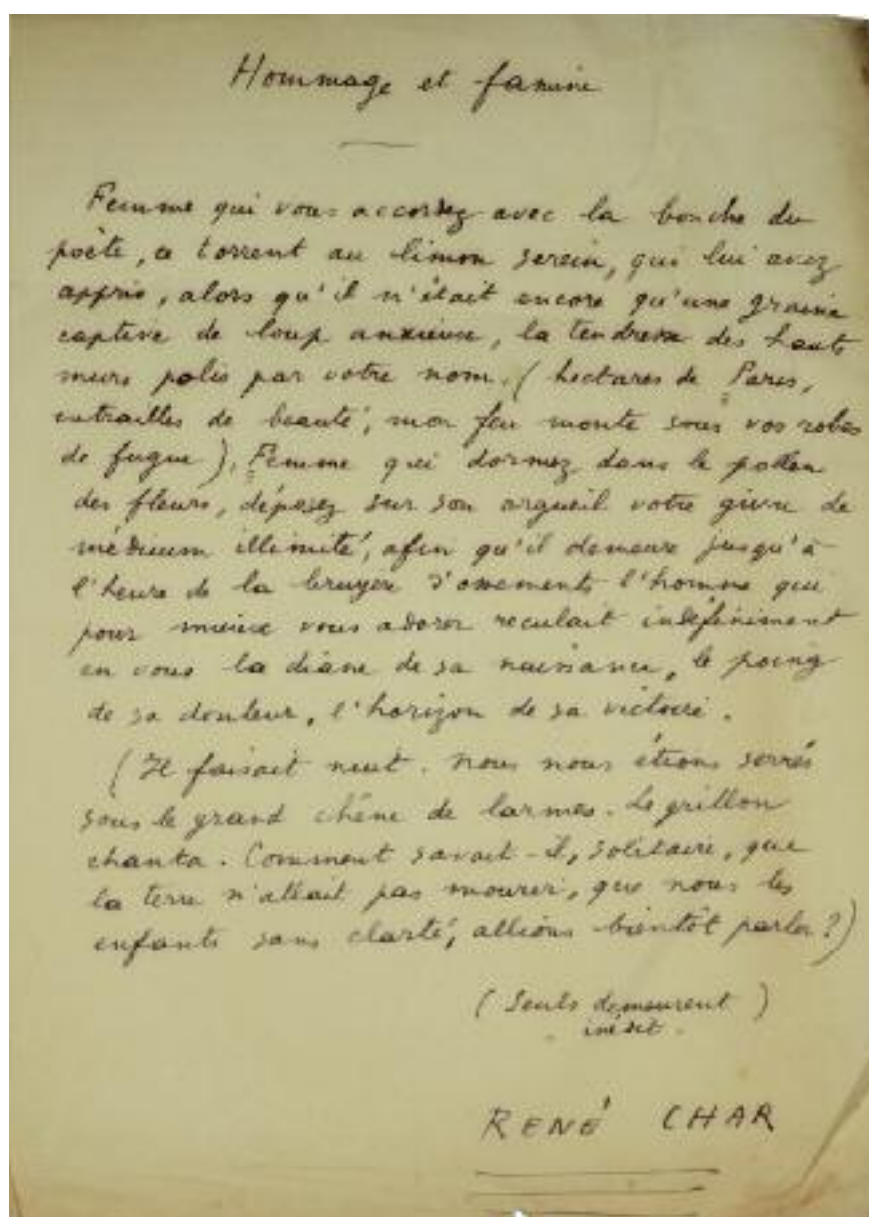 Hommage et famine
Femme qui vous accordez avec la bouche du
poète, ce torrent au limon serein, qui lui avez
appris, alors qu'il n'était encore qu'une graine
captive de loup anxieux, la tendresse des hauts
murs polis par votre nom (hectares de Paris,
entrailles de beauté, mon feu monte sous vos robes
de fugue), Femme qui dormez dans le pollen
des fleurs, déposez sur son orgueil votre givre de
médium illimité, afin qu'il demeure jusqu'à
l'heure de la bruyère d'ossements l'homme qui
pour mieux vous adorer reculait indéfiniment
en vous la diane de sa naissance, le poing
de sa douleur, l'horizon de sa victoire.
(Il faisait nuit. Nous nous étions serrés
sous le grand chêne de larmes. Le grillon
chanta. Comment savait-il, solitaire, que
la terre n'allait pas mourir, que nous les
enfants sans clarté, allions bientôt parler?)
(Seuls demeurent)
inédit.
RENÉ CHAR